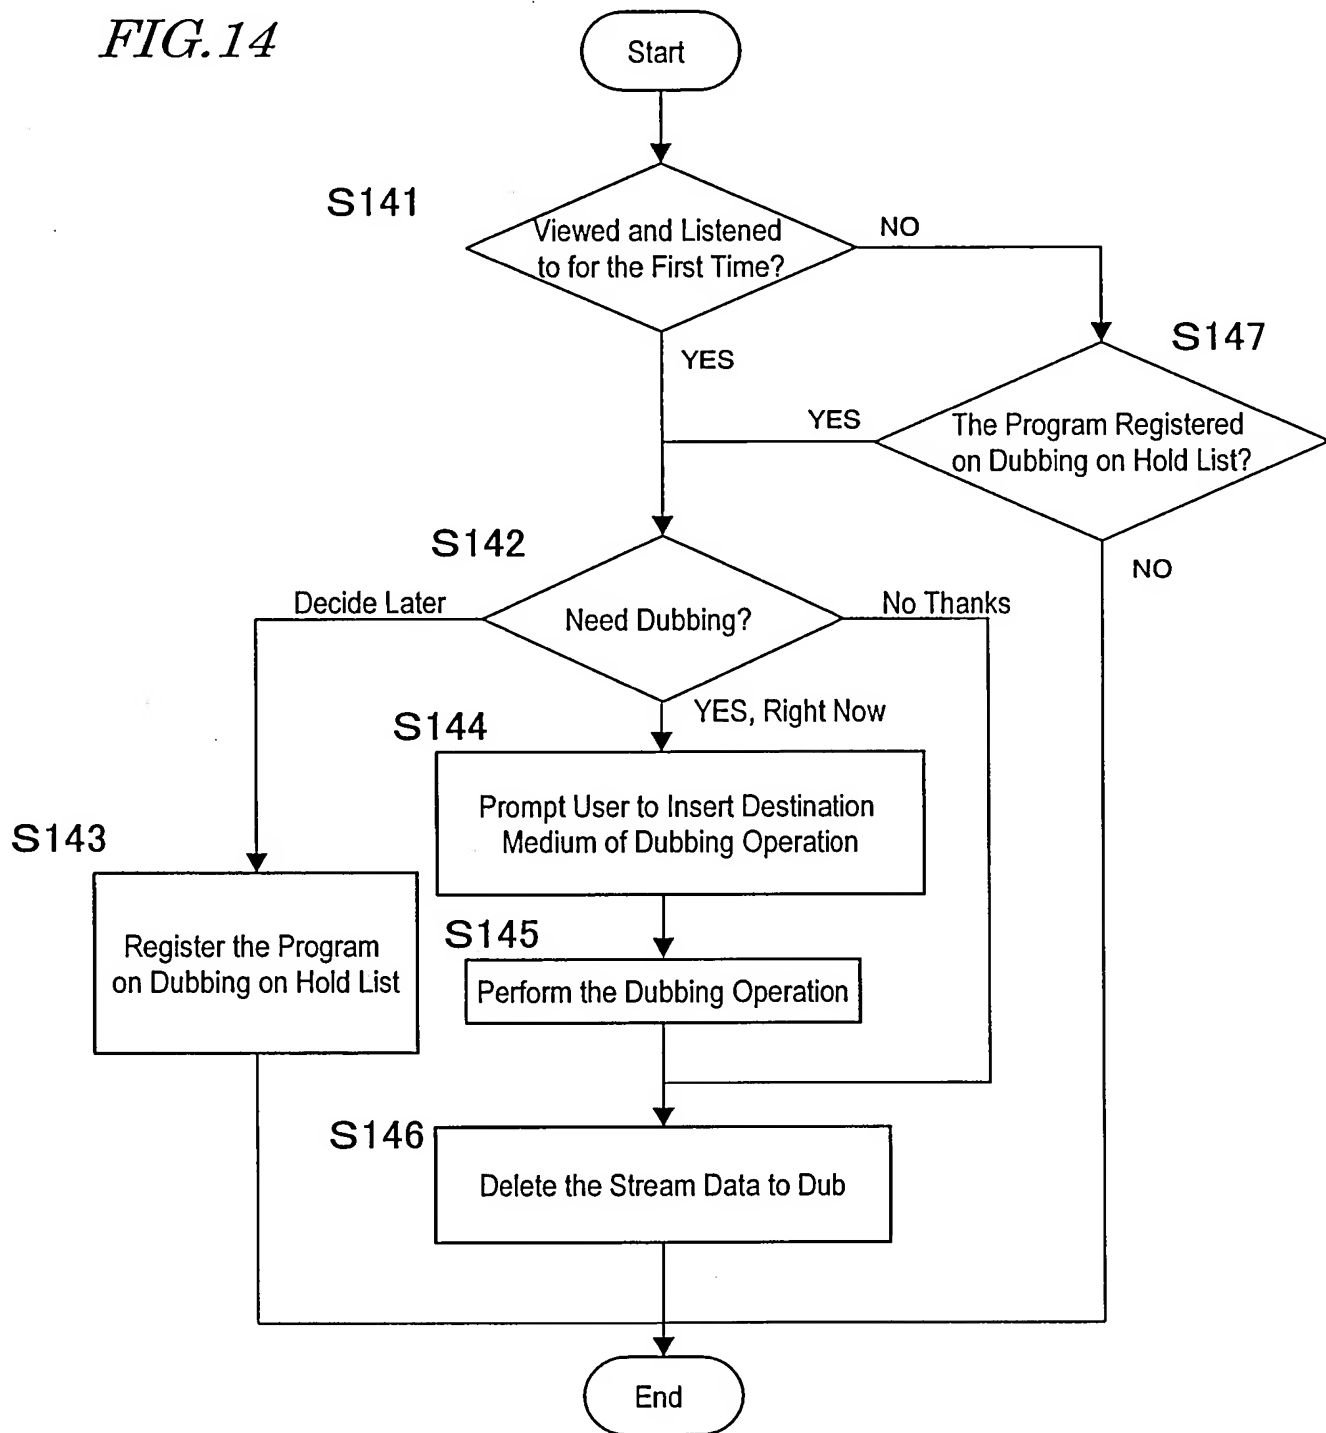 FIG.14
Start
S141
Viewed and Listened
to for the First Time?
NO
YES
S147
The Program Registered
on Dubbing on Hold List?
YES
NO
S142
Need Dubbing?
Decide Later
No Thanks
YES, Right Now
S144
Prompt User to Insert Destination
Medium of Dubbing Operation
S143
Register the Program
on Dubbing on Hold List
S145
Perform the Dubbing Operation
S146
Delete the Stream Data to Dub
End